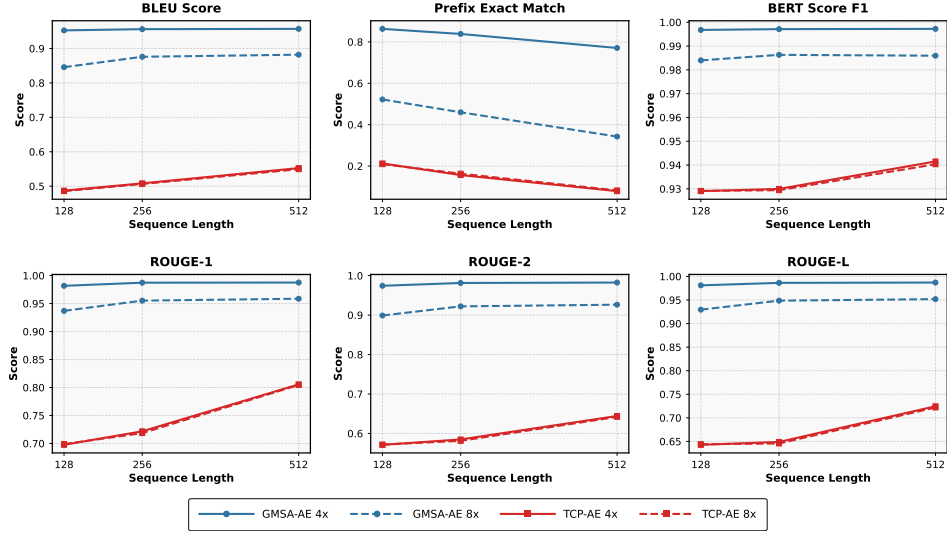 BLEU Score
0.9
0.8
0.7
0.6
0.5
Score
128
256
512
Sequence Length
Prefix Exact Match
0.8
0.6
0.4
0.2
Score
128
256
512
Sequence Length
BERT Score F1
1.00
0.99
0.98
0.97
0.96
0.95
0.94
0.93
Score
128
256
512
Sequence Length
ROUGE-1
1.00
0.95
0.90
0.85
0.80
0.75
0.70
Score
128
256
512
Sequence Length
ROUGE-2
1.0
0.9
0.8
0.7
0.6
Score
128
256
512
Sequence Length
ROUGE-L
1.00
0.95
0.90
0.85
0.80
0.75
0.70
0.65
Score
128
256
512
Sequence Length
GMSA-AE 4x
GMSA-AE 8x
TCP-AE 4x
TCP-AE 8x